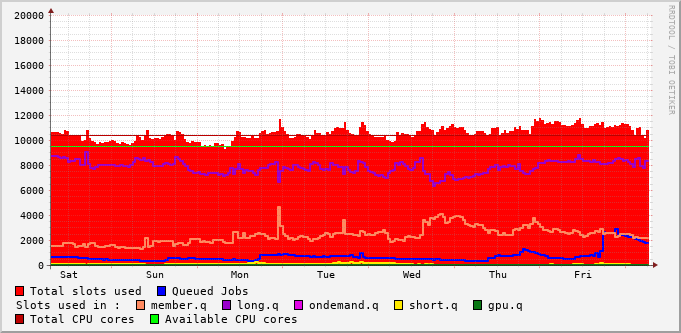 20000
18000
16000
14000
12000
10000
8000
6000
4000
2000
0
Sat Sun Mon Tue Wed Thu Fri
Total slots used Queued Jobs
Slots used in : member.q long.q ondemand.q short.q gpu.q
Total CPU cores Available CPU cores
RRDTOOL / TOBI OETIKER